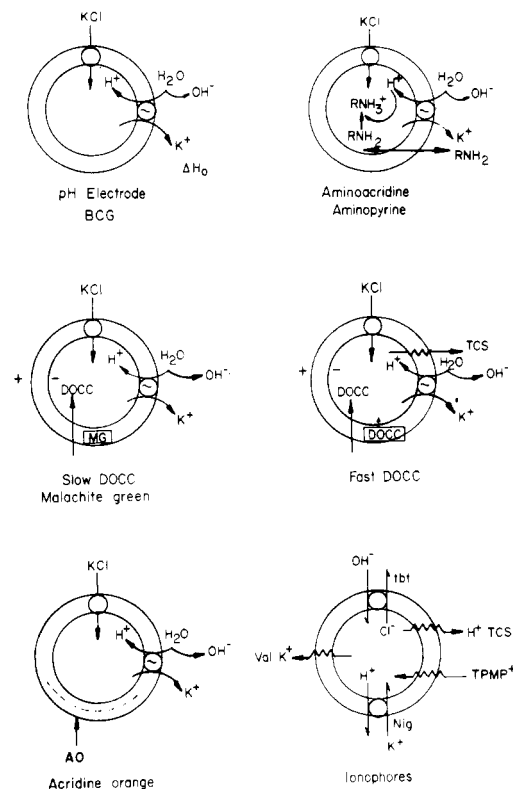 KCl
H⁺
H₂O
OH⁻
~
K⁺
ΔH₀
pH Electrode
BCG
KCl
H⁺
H₂O
OH⁻
RNH₃⁺
~
RNH₂
K⁺
RNH₂
Aminoacridine
Aminopyrine
KCl
+
-
H⁺
H₂O
OH⁻
DOCC
~
K⁺
MG
Slow DOCC
Malachite green
KCl
TCS
+
-
H⁺
H₂O
OH⁻
DOCC
~
K⁺
DOCC
Fast DOCC
KCl
H⁺
H₂O
OH⁻
~
K⁺
AO
Acridine orange
OH⁻
tbt
Cl⁻
H⁺ TCS
Val K⁺
H⁺
TPMP⁺
Nig
K⁺
Ionophores